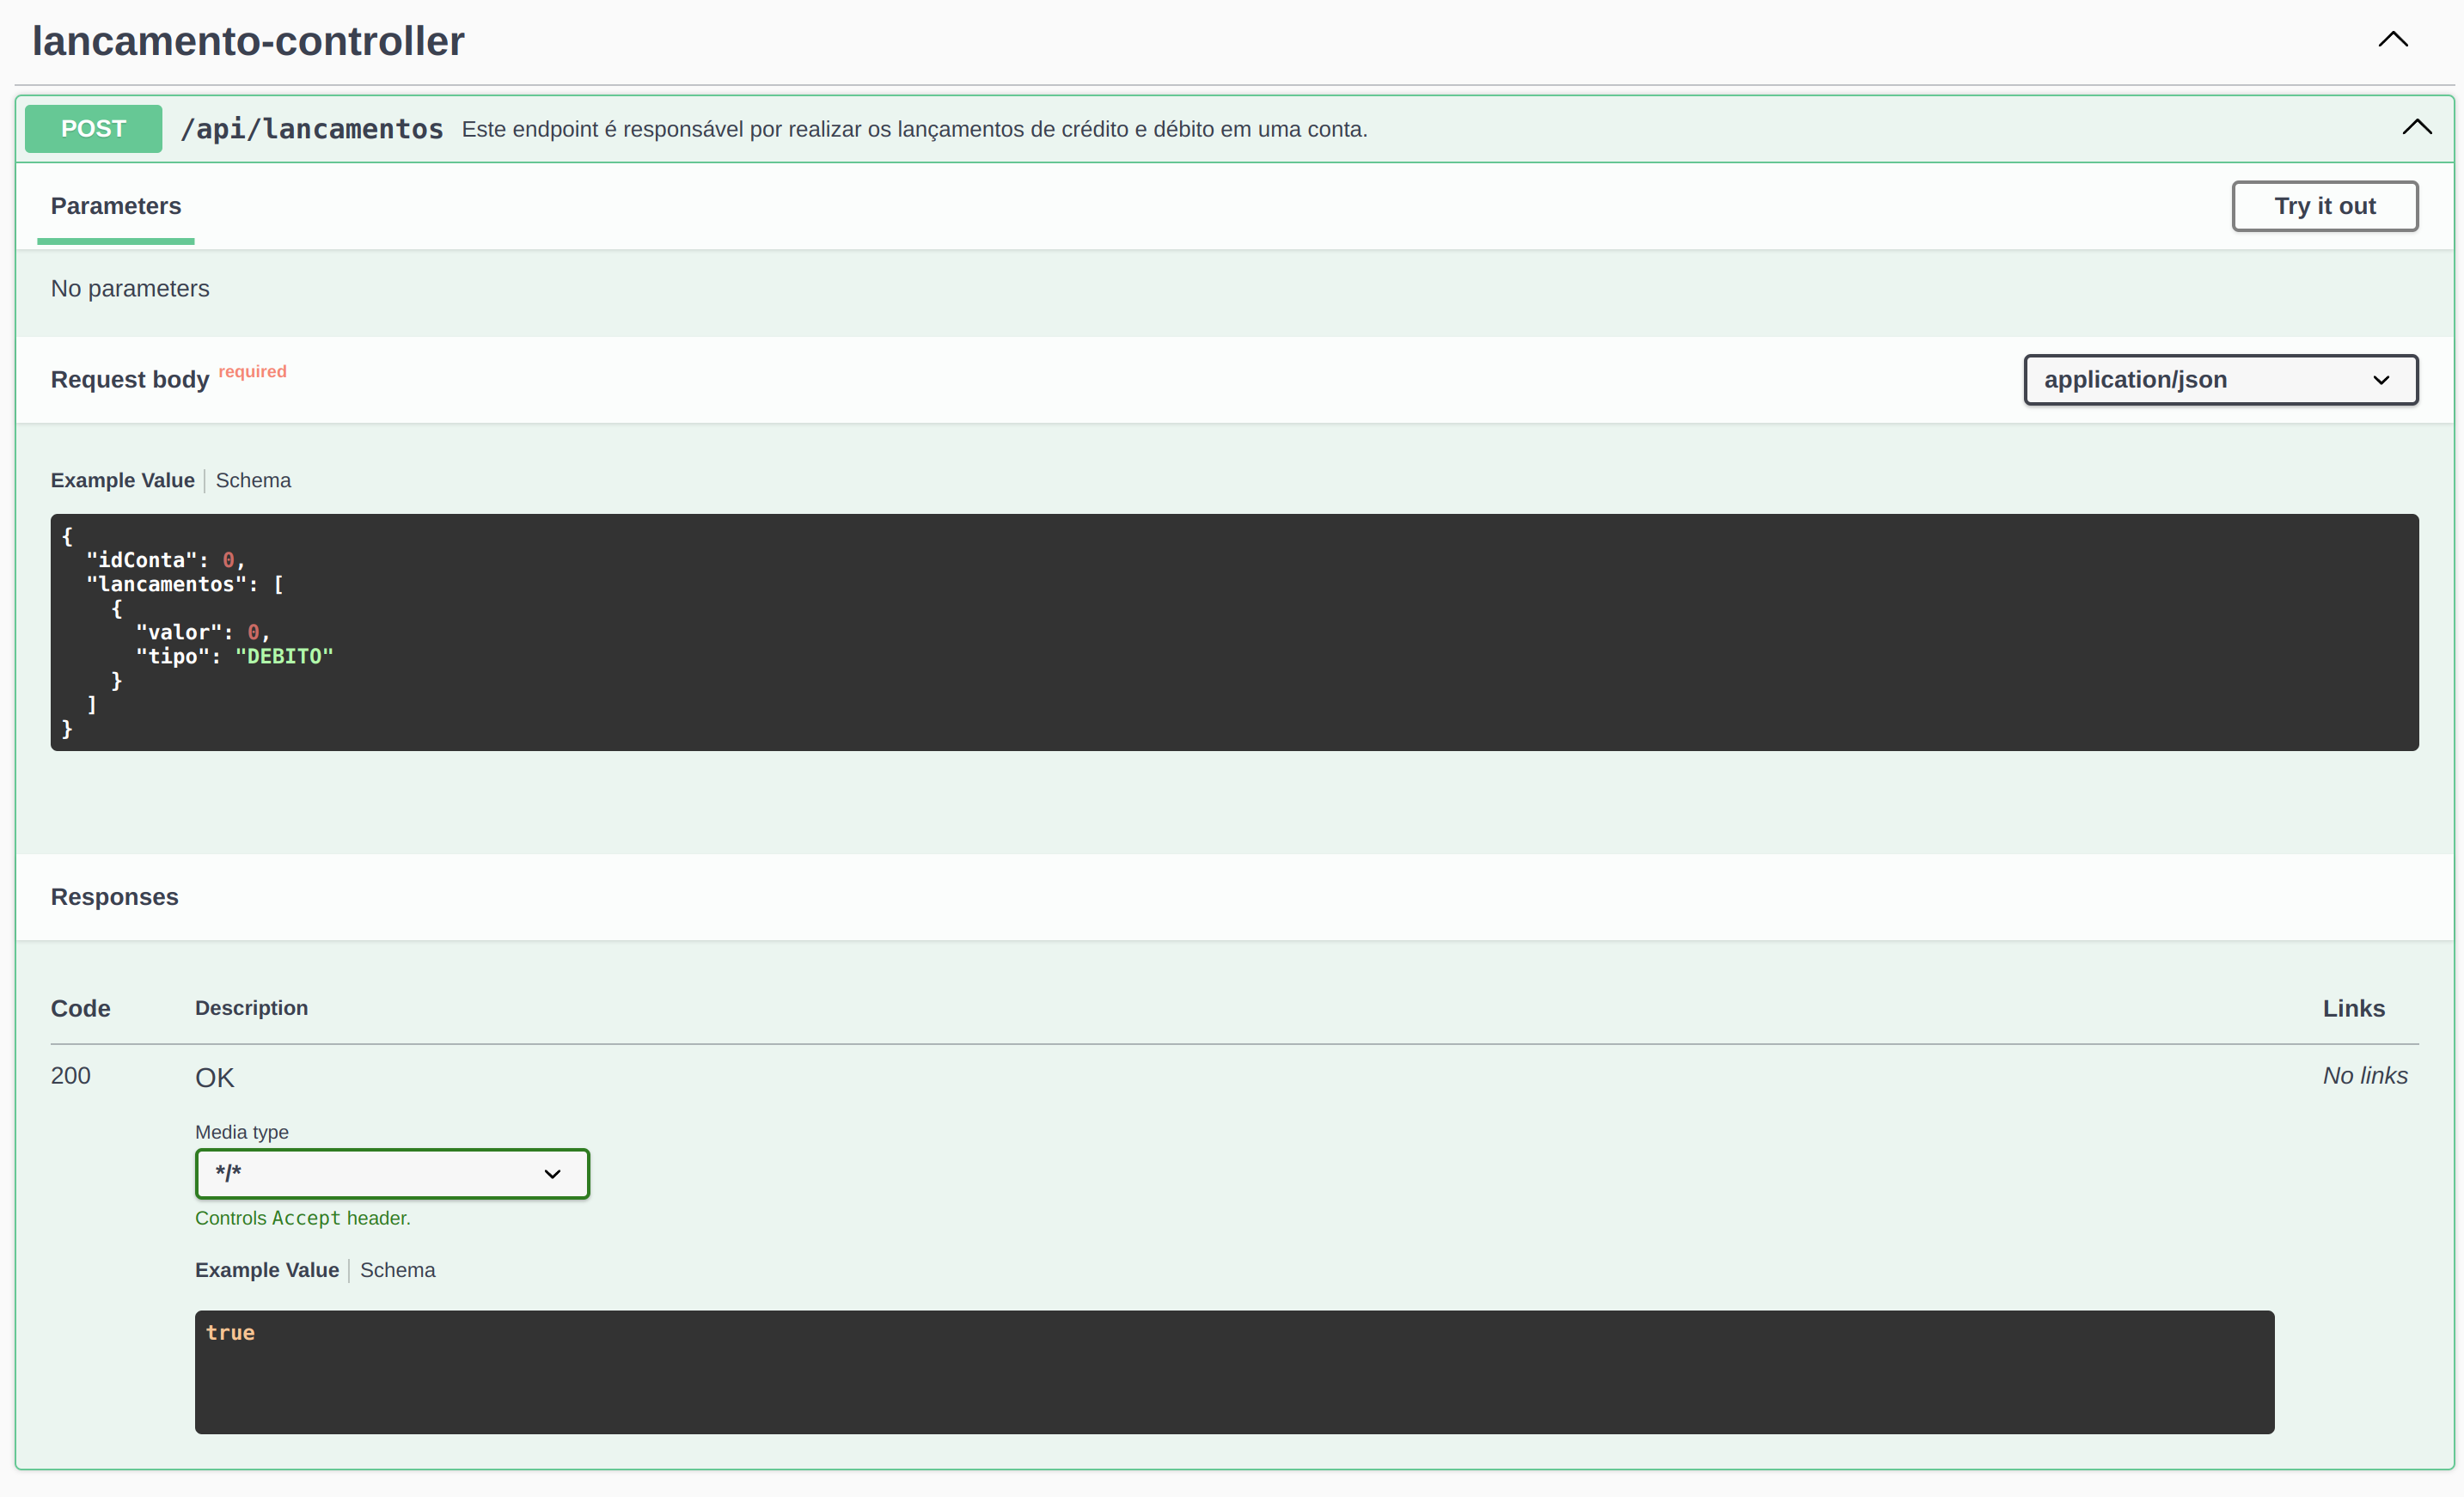 lancamento-controller
POST /api/lancamentos Este endpoint é responsável por realizar os lançamentos de crédito e débito em uma conta.
Parameters
Try it out
No parameters
Request body required
application/json
Example Value | Schema
{
  "idConta": 0,
  "lancamentos": [
    {
      "valor": 0,
      "tipo": "DEBITO"
    }
  ]
}
Responses
Code Description Links
200 OK No links
Media type
*/*
Controls Accept header.
Example Value | Schema
true